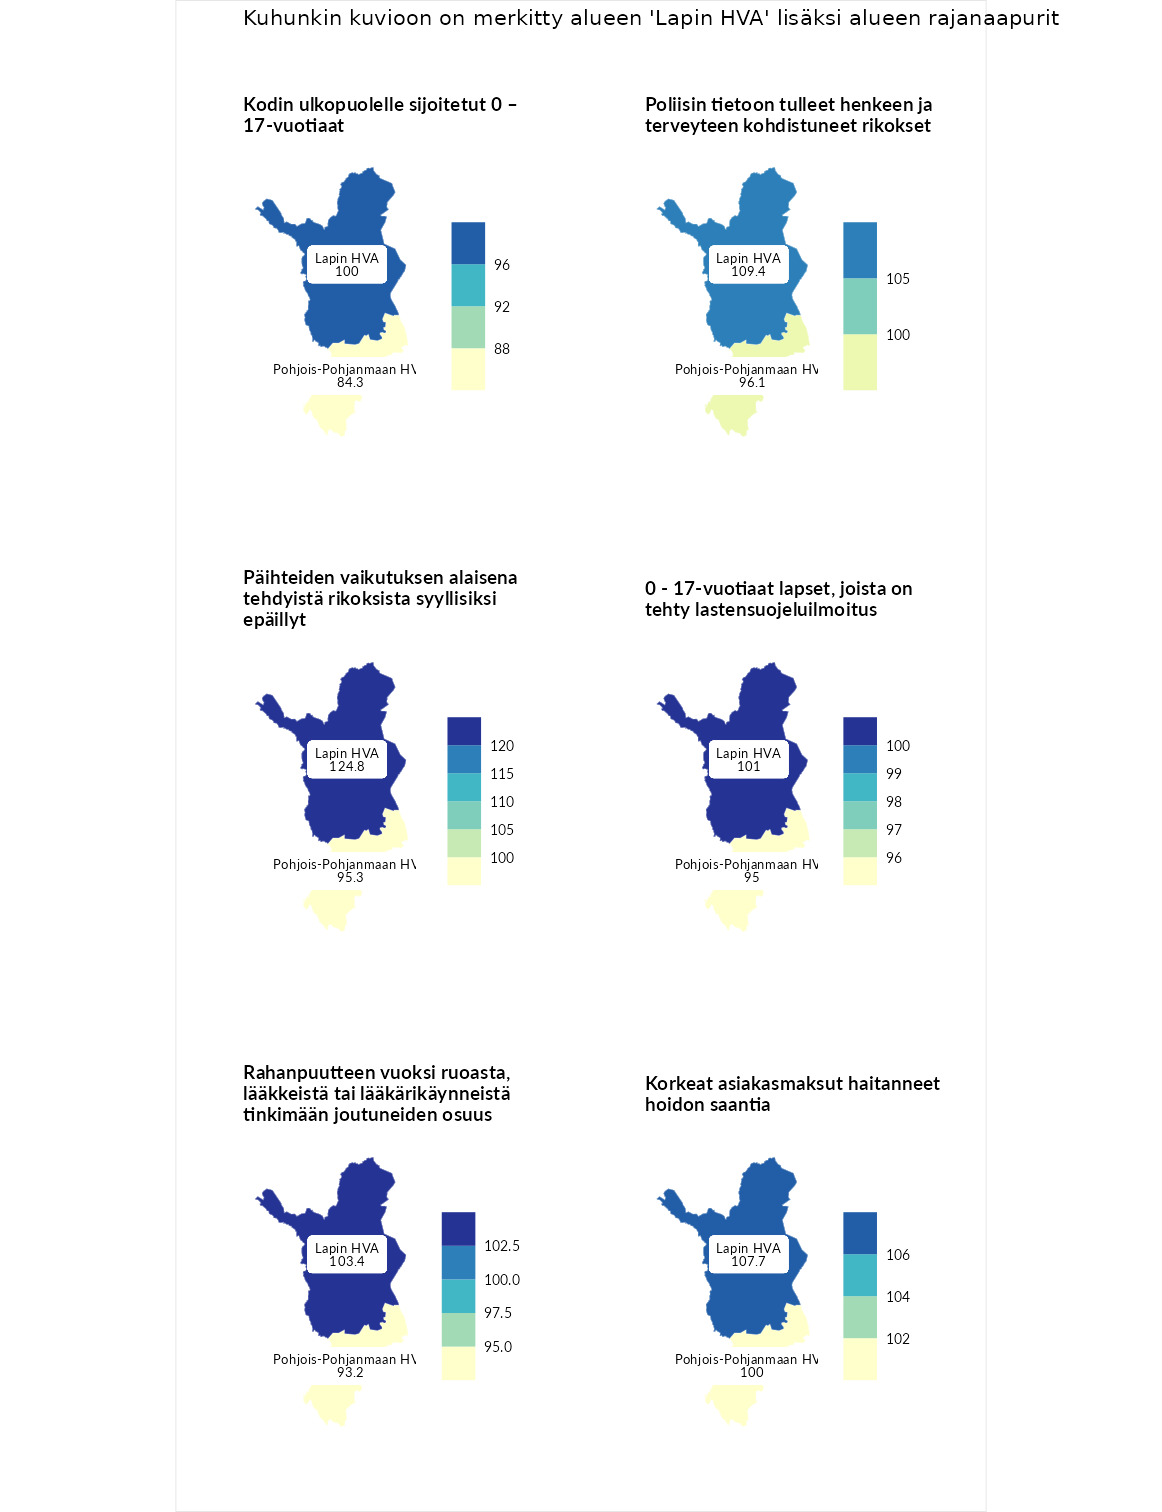 Kuhunkin kuvioon on merkitty alueen 'Lapin HVA' lisäksi alueen rajanaapurit
Kodin ulkopuolelle sijoitetut 0 –
17-vuotiaat
Lapin HVA
100
Pohjois-Pohjanmaan HV
84.3
96
92
88
Poliisin tietoon tulleet henkeen ja
terveyteen kohdistuneet rikokset
Lapin HVA
109.4
Pohjois-Pohjanmaan HV
96.1
105
100
Päihteiden vaikutuksen alaisena
tehdyistä rikoksista syyllisiksi
epäillyt
Lapin HVA
124.8
Pohjois-Pohjanmaan HV
95.3
120
115
110
105
100
0 - 17-vuotiaat lapset, joista on
tehty lastensuojeluilmoitus
Lapin HVA
101
Pohjois-Pohjanmaan HV
95
100
99
98
97
96
Rahanpuutteen vuoksi ruoasta,
lääkkeistä tai lääkärikäynneistä
tinkimään joutuneiden osuus
Lapin HVA
103.4
Pohjois-Pohjanmaan HV
93.2
102.5
100.0
97.5
95.0
Korkeat asiakasmaksut haitanneet
hoidon saantia
Lapin HVA
107.7
Pohjois-Pohjanmaan HV
100
106
104
102